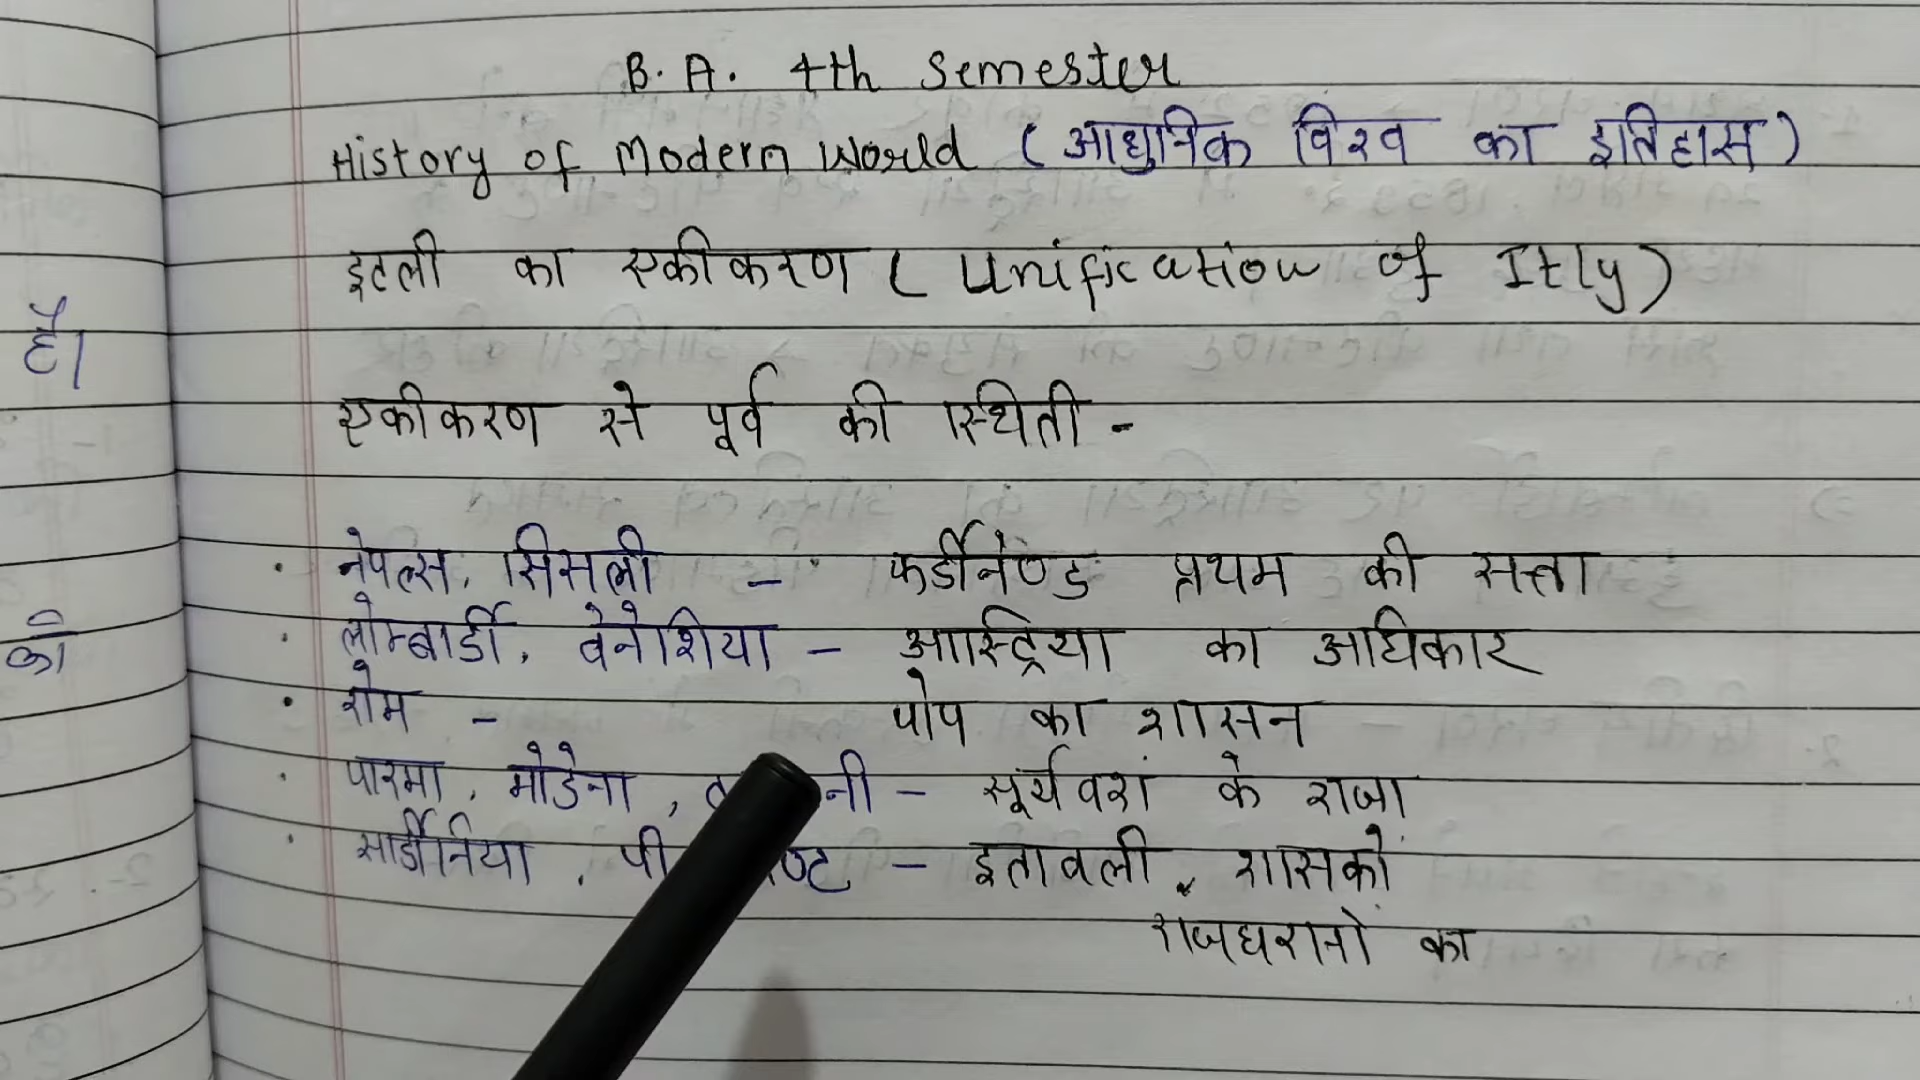 B. A. 4th Semester
History of Modern World (आधुनिक विश्व का इतिहास)
इटली का एकीकरण (Unification of Itly)
एकीकरण से पूर्व की स्थिती -
• नेपल्स, सिसली - फर्डीनेण्ड प्रथम की सत्ता
• लोम्बार्डी, वेनेशिया - आस्ट्रिया का अधिकार
• रोम - पोप का शासन
• पारमा, मोडेना, - सूर्यवशं के राजा
• सार्डीनिया, - इतावली, शासकों
राजघरानों का
है।
को